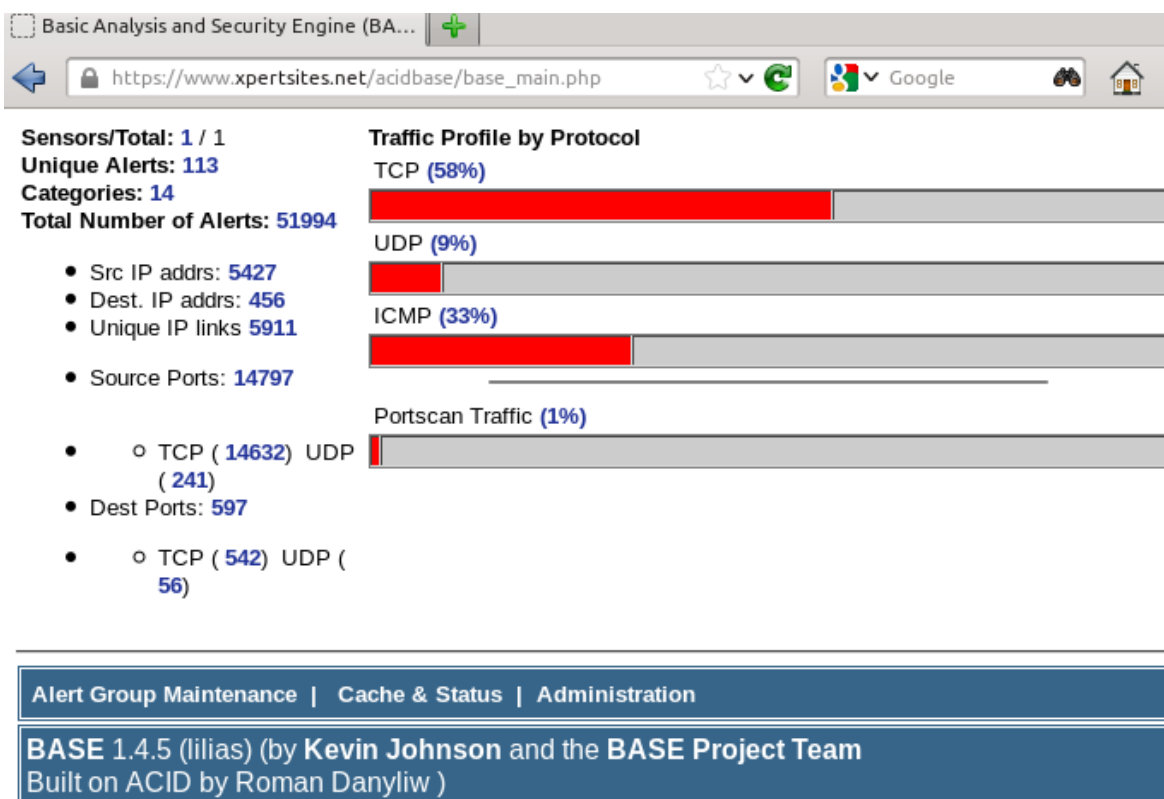 Basic Analysis and Security Engine (BA...
https://www.xpertsites.net/acidbase/base_main.php
Google
Sensors/Total: 1 / 1
Unique Alerts: 113
Categories: 14
Total Number of Alerts: 51994
Src IP addrs: 5427
Dest. IP addrs: 456
Unique IP links 5911
Source Ports: 14797
TCP ( 14632) UDP
( 241)
Dest Ports: 597
TCP ( 542) UDP (
56)
Traffic Profile by Protocol
TCP (58%)
UDP (9%)
ICMP (33%)
Portscan Traffic (1%)
Alert Group Maintenance | Cache & Status | Administration
BASE 1.4.5 (lilias) (by Kevin Johnson and the BASE Project Team
Built on ACID by Roman Danyliw )